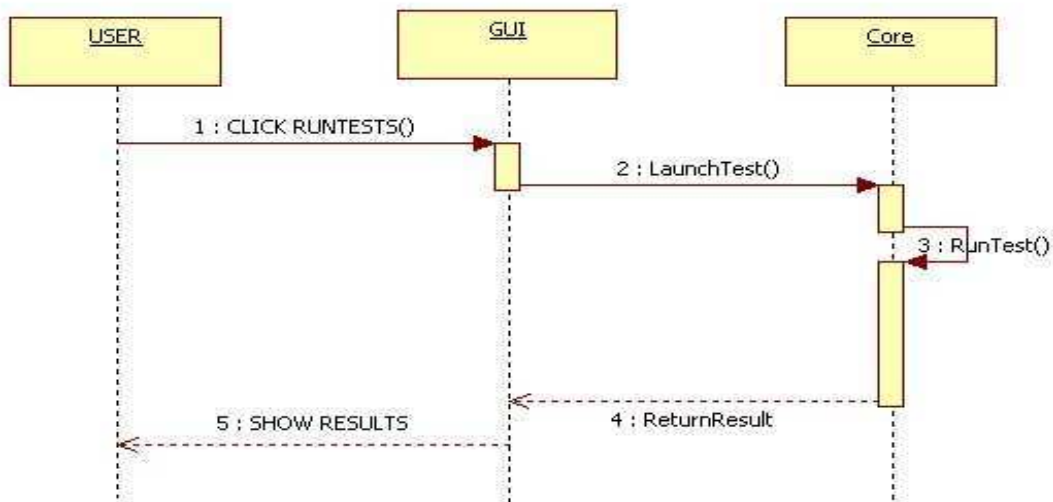 USER
GUI
Core
1 : CLICK RUNTESTS()
2 : LaunchTest()
3 : RunTest()
4 : ReturnResult
5 : SHOW RESULTS